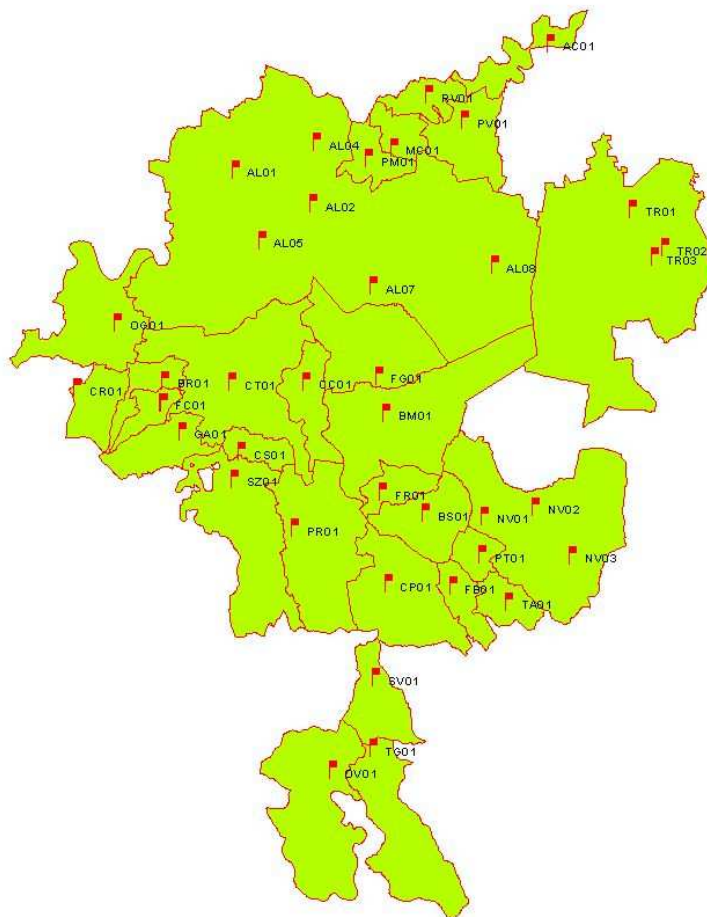 AC01
RV01
PV01
AL04
MC01
PM01
AL01
AL02
TR01
AL05
TR02
TR03
AL08
AL07
OG01
FG01
CR01
BR01
CT01
CC01
FC01
BM01
GA01
CS01
SZ01
FR01
NV02
BS01
NV01
PR01
PT01
NV03
CP01
FB01
TA01
SV01
TG01
OV01